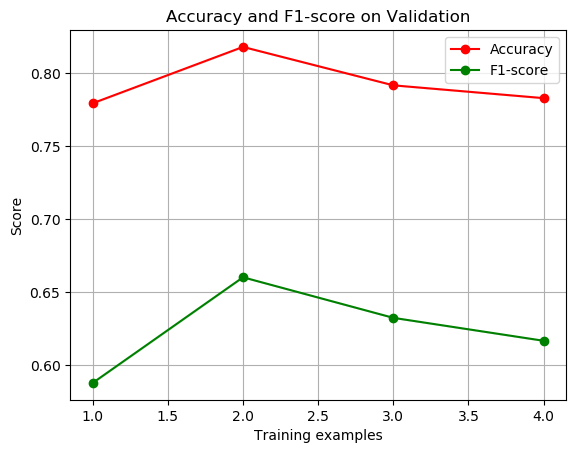 Accuracy and F1-score on Validation
Accuracy
F1-score
0.80
0.75
0.70
0.65
0.60
Score
1.0 1.5 2.0 2.5 3.0 3.5 4.0
Training examples